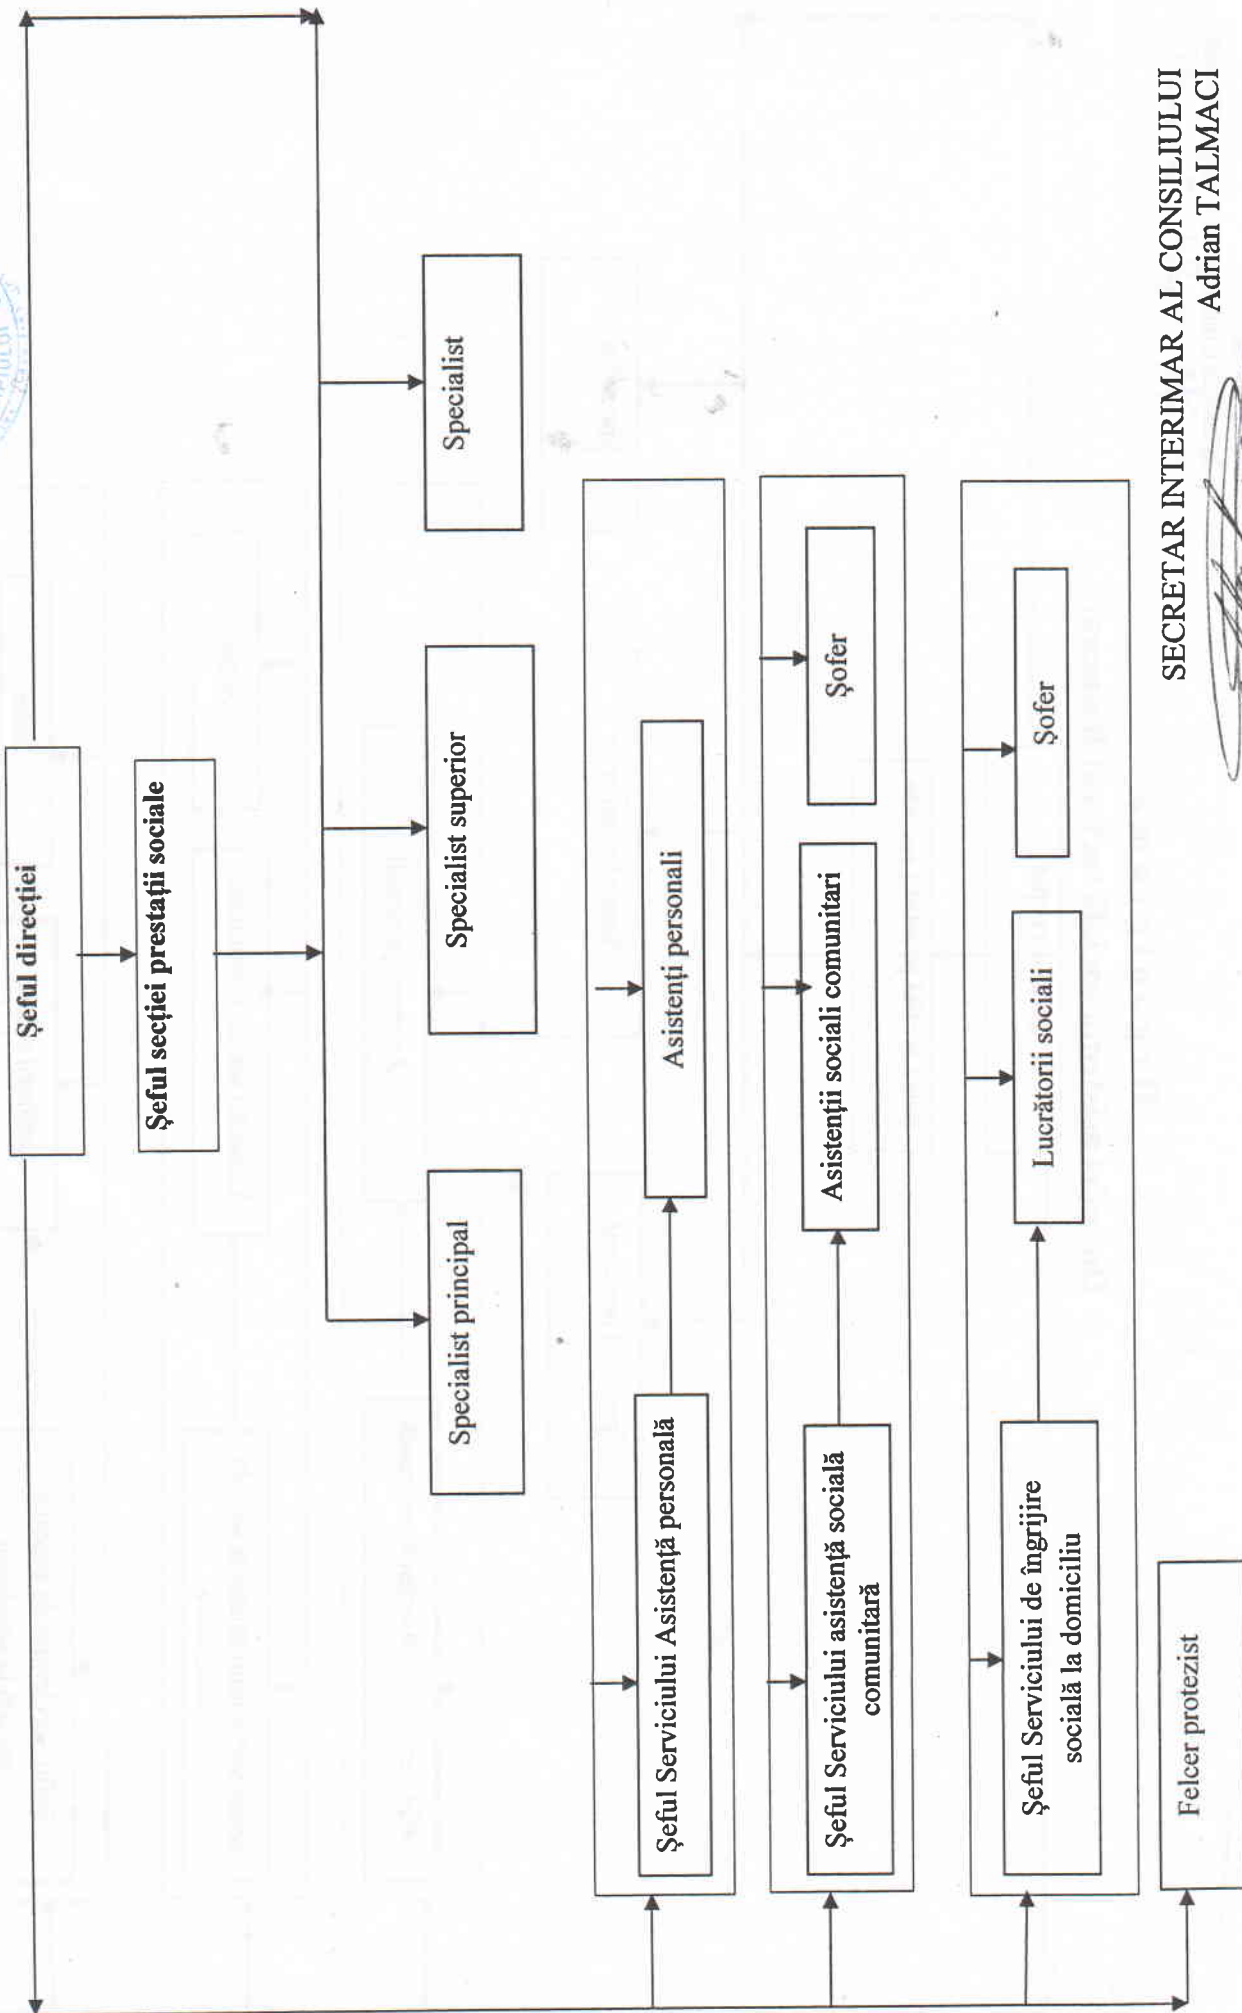 Şeful direcţiei
Şeful secţiei prestaţii sociale
Specialist principal
Specialist superior
Specialist
Şeful Serviciului Asistenţă personală
Asistenţi personali
Şeful Serviciului asistenţă socială
comunitară
Asistenţii sociali comunitari
Şofer
Şeful Serviciului de îngrijire
socială la domiciliu
Lucrătorii sociali
Şofer
Felcer protezist
SECRETAR INTERIMAR AL CONSILIULUI
Adrian TALMACI